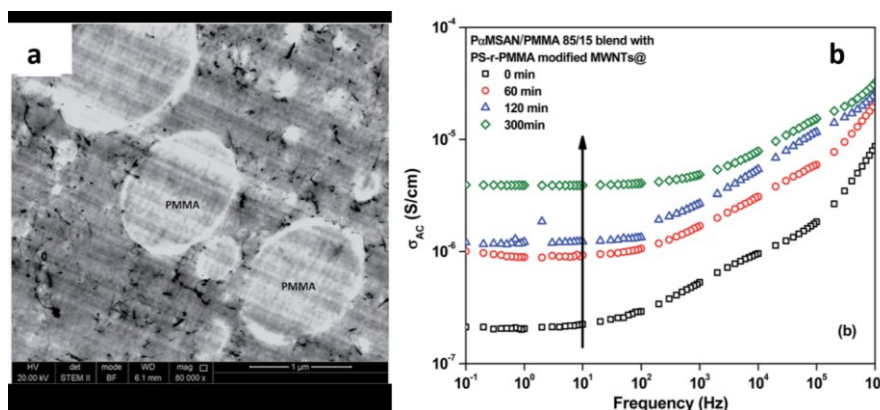 a
PMMA
PMMA
HV det mode WD mag □ 1 µm
20.00 kV STEM II BF 6.1 mm 80 000 x
b
PαMSAN/PMMA 85/15 blend with
PS-r-PMMA modified MWNTs@
0 min
60 min
120 min
300min
(b)
σAC (S/cm)
10⁻⁴
10⁻⁵
10⁻⁶
10⁻⁷
10⁻¹ 10⁰ 10¹ 10² 10³ 10⁴ 10⁵ 10⁶
Frequency (Hz)